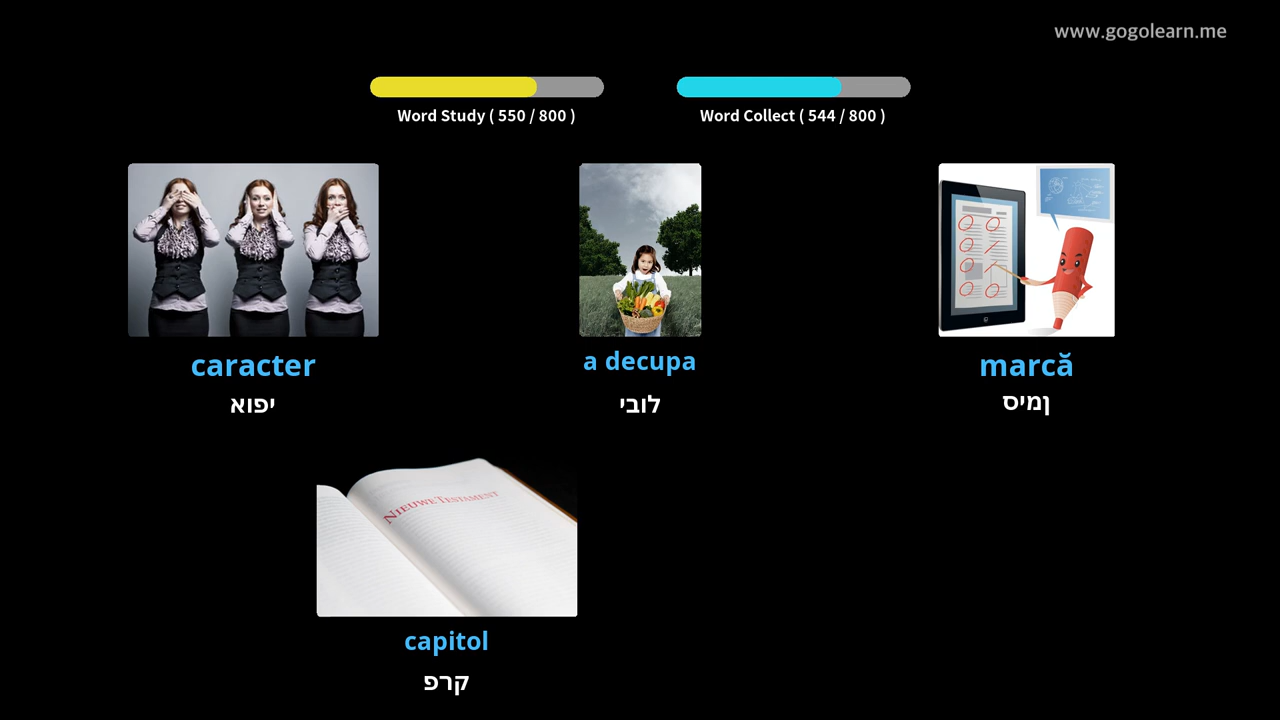 www.gogolearn.me
Word Study ( 550 / 800 )
Word Collect ( 544 / 800 )
caracter
יפוא
a decupa
לובי
marcă
ןמיס
NIEUWE TESTAMENT
capitol
קרפ